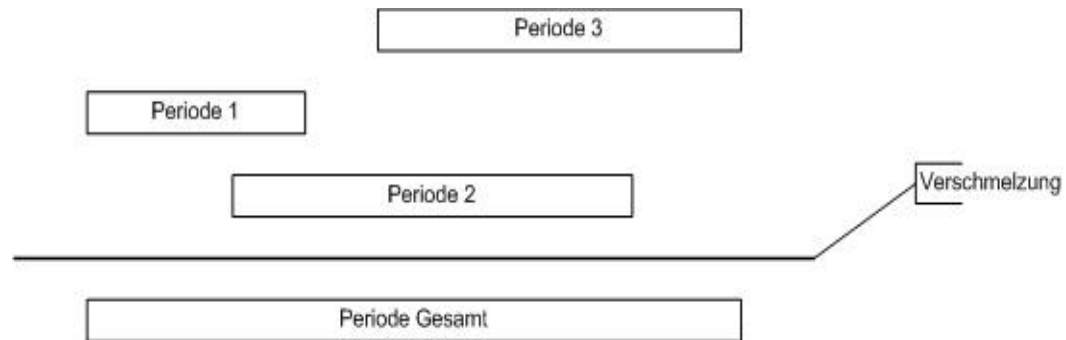 Periode 3
Periode 1
Periode 2
Verschmelzung
Periode Gesamt